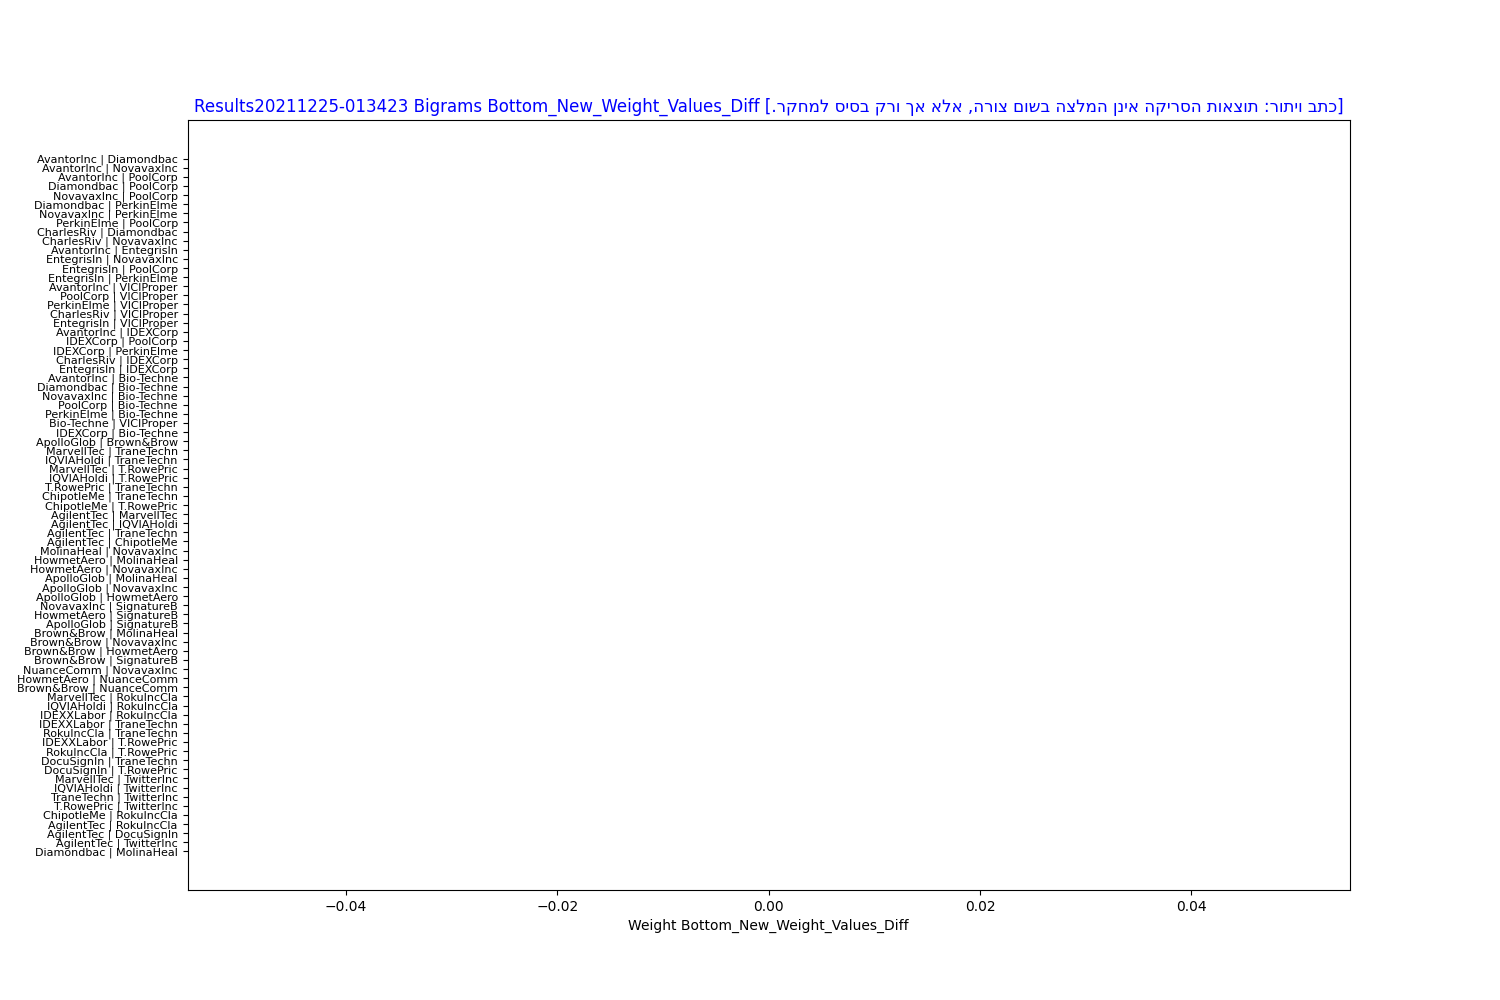 Results20211225-013423 Bigrams Bottom_New_Weight_Values_Diff [כתב ויתור: תוצאות הסריקה אינן המלצה בשום צורה, אלא אך ורק בסיס למחקר.]
AvantorInc | Diamondbac
AvantorInc | NovavaxInc
AvantorInc | PoolCorp
Diamondbac | PoolCorp
NovavaxInc | PoolCorp
Diamondbac | PerkinElme
NovavaxInc | PerkinElme
PerkinElme | PoolCorp
CharlesRiv | Diamondbac
CharlesRiv | NovavaxInc
AvantorInc | EntegrisIn
EntegrisIn | NovavaxInc
EntegrisIn | PoolCorp
EntegrisIn | PerkinElme
AvantorInc | VICIProper
PoolCorp | VICIProper
PerkinElme | VICIProper
CharlesRiv | VICIProper
EntegrisIn | VICIProper
AvantorInc | IDEXCorp
IDEXCorp | PoolCorp
IDEXCorp | PerkinElme
CharlesRiv | IDEXCorp
EntegrisIn | IDEXCorp
AvantorInc | Bio-Techne
Diamondbac | Bio-Techne
NovavaxInc | Bio-Techne
PoolCorp | Bio-Techne
PerkinElme | Bio-Techne
Bio-Techne | VICIProper
IDEXCorp | Bio-Techne
ApolloGlob | Brown&Brow
MarvellTec | TraneTechn
IQVIAHoldi | TraneTechn
MarvellTec | T.RowePric
IQVIAHoldi | T.RowePric
T.RowePric | TraneTechn
ChipotleMe | TraneTechn
ChipotleMe | T.RowePric
AgilentTec | MarvellTec
AgilentTec | IQVIAHoldi
AgilentTec | TraneTechn
AgilentTec | ChipotleMe
MolinaHeal | NovavaxInc
HowmetAero | MolinaHeal
HowmetAero | NovavaxInc
ApolloGlob | MolinaHeal
ApolloGlob | NovavaxInc
ApolloGlob | HowmetAero
NovavaxInc | SignatureB
HowmetAero | SignatureB
ApolloGlob | SignatureB
Brown&Brow | MolinaHeal
Brown&Brow | NovavaxInc
Brown&Brow | HowmetAero
Brown&Brow | SignatureB
NuanceComm | NovavaxInc
HowmetAero | NuanceComm
Brown&Brow | NuanceComm
MarvellTec | RokuIncCla
IQVIAHoldi | RokuIncCla
IDEXXLabor | RokuIncCla
IDEXXLabor | TraneTechn
RokuIncCla | TraneTechn
IDEXXLabor | T.RowePric
RokuIncCla | T.RowePric
DocuSignIn | TraneTechn
DocuSignIn | T.RowePric
MarvellTec | TwitterInc
IQVIAHoldi | TwitterInc
TraneTechn | TwitterInc
T.RowePric | TwitterInc
ChipotleMe | RokuIncCla
AgilentTec | RokuIncCla
AgilentTec | DocuSignIn
AgilentTec | TwitterInc
Diamondbac | MolinaHeal
−0.04 −0.02 0.00 0.02 0.04
Weight Bottom_New_Weight_Values_Diff